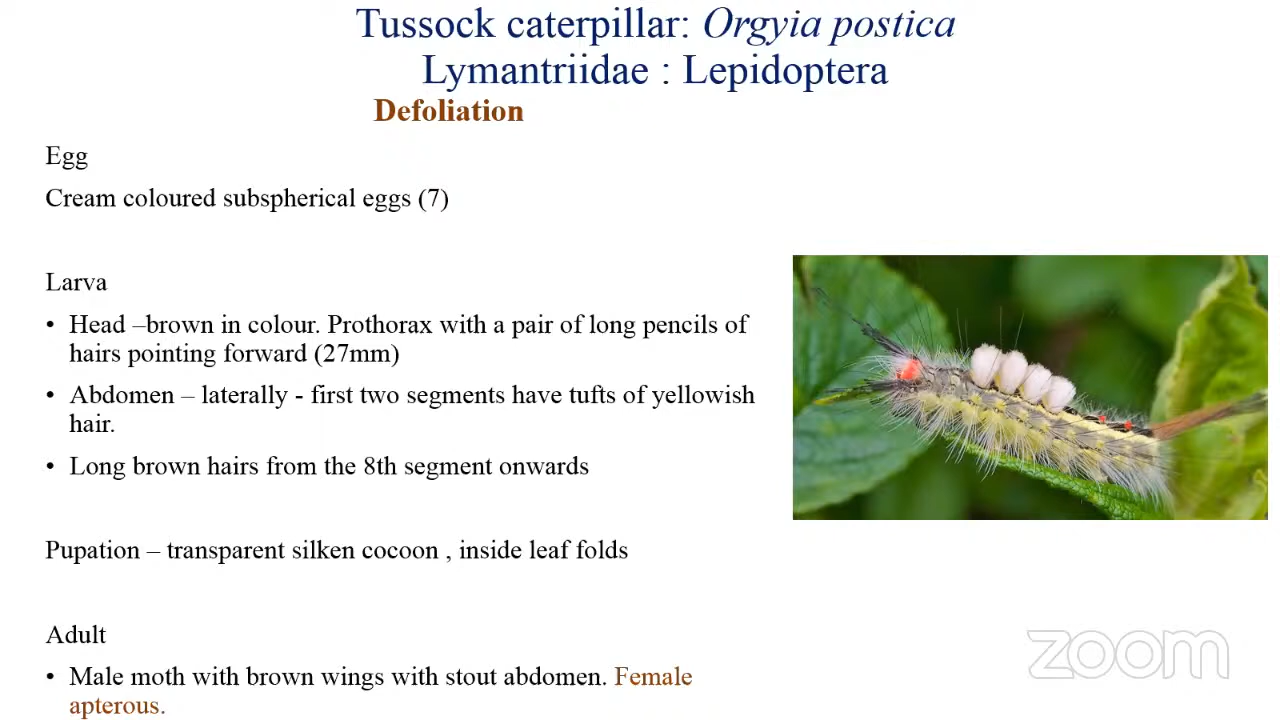 Tussock caterpillar: Orgyia postica
Lymantriidae : Lepidoptera
Defoliation
Egg
Cream coloured subspherical eggs (7)
Larva
• Head –brown in colour. Prothorax with a pair of long pencils of
hairs pointing forward (27mm)
• Abdomen – laterally - first two segments have tufts of yellowish
hair.
• Long brown hairs from the 8th segment onwards
Pupation – transparent silken cocoon , inside leaf folds
Adult
• Male moth with brown wings with stout abdomen. Female
apterous.
zoom